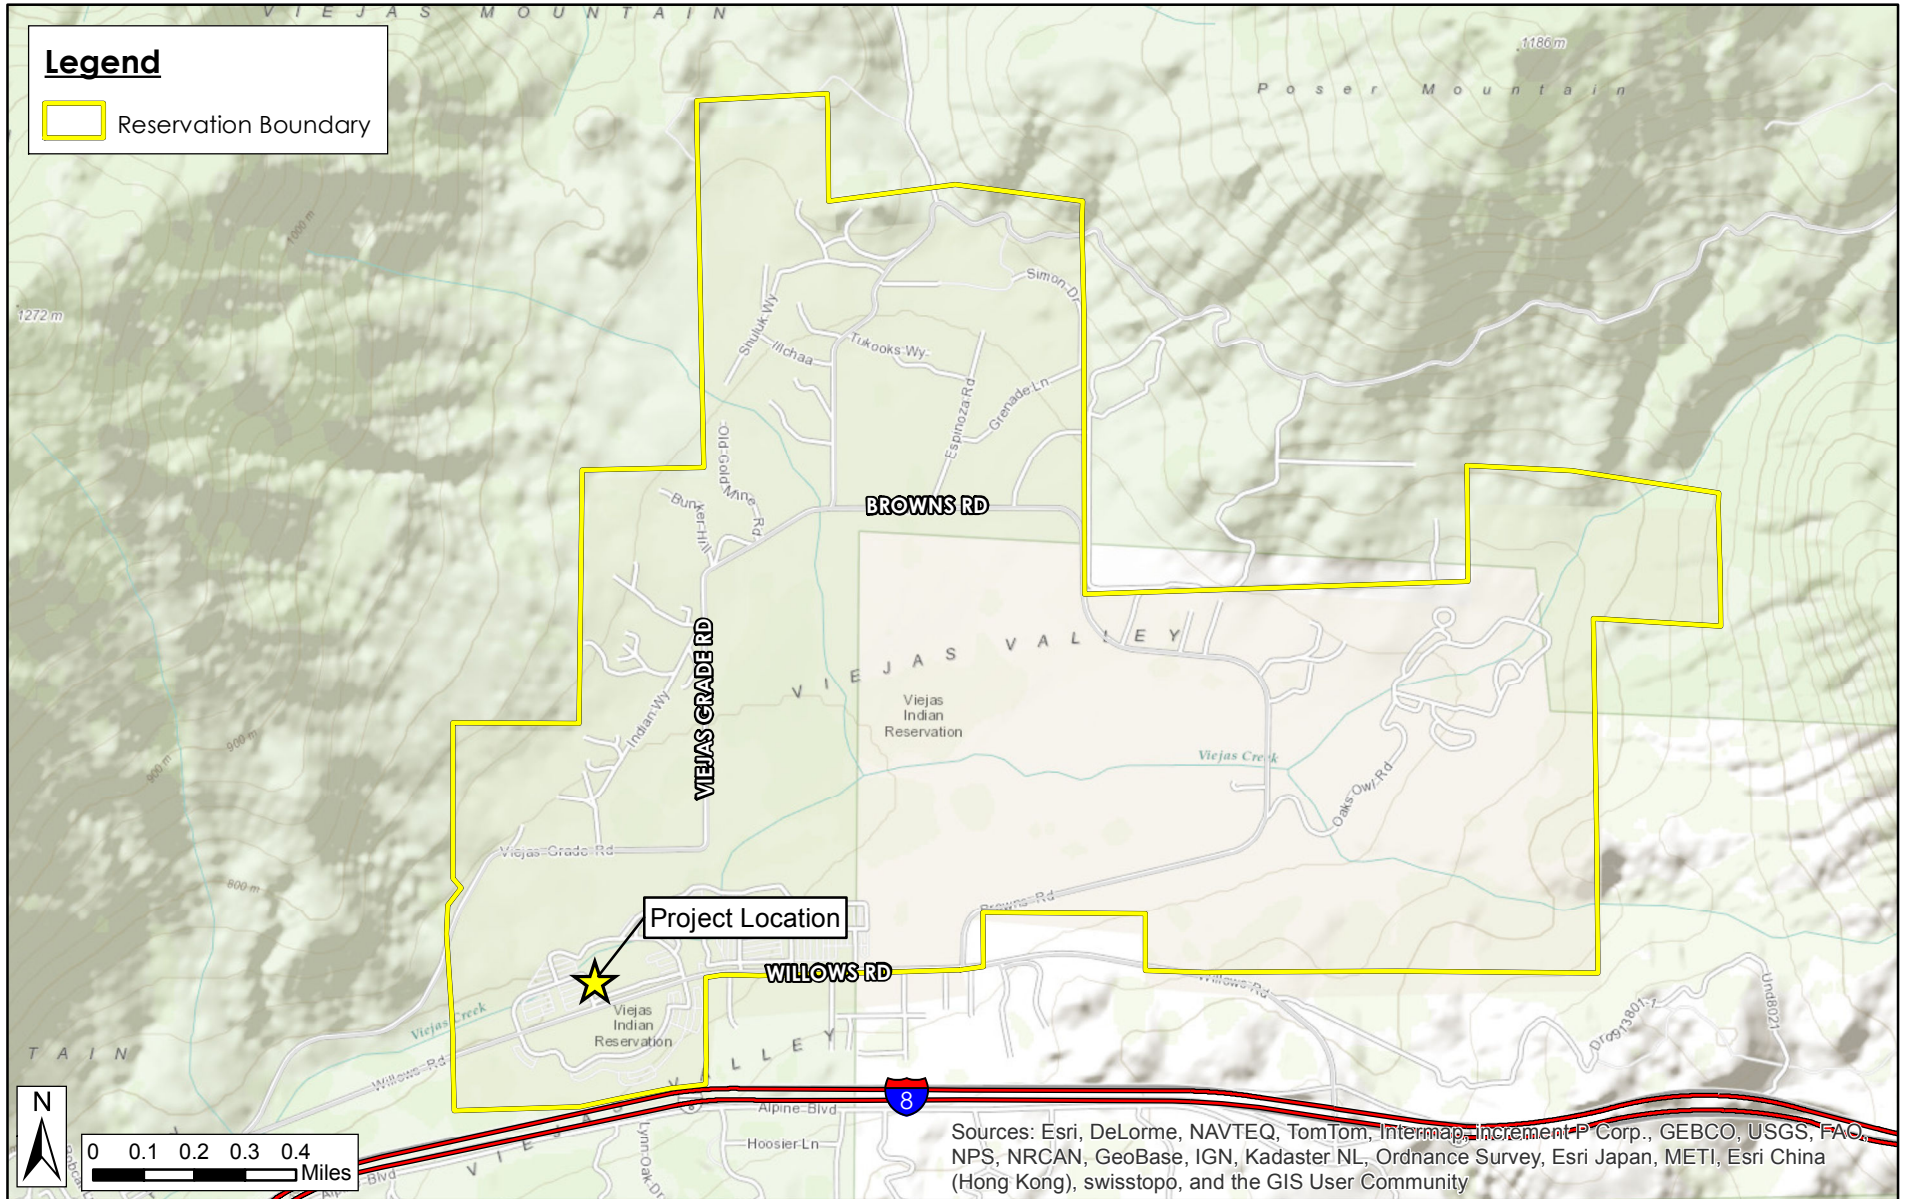 VIEJAS MOUNTAIN
Legend
Reservation Boundary
1186 m
Poser Mountain
1000 m
1272 m
Simon Dr
Shuluk Wy
Illchaa
Tukooks Wy
Espinoza Rd
Grenade Ln
Old Gold Mine Rd
Bunker Hill
BROWNS RD
VIEJAS GRADE RD
VIEJAS VALLEY
Viejas
Indian
Reservation
Indian Wy
900 m
900 m
Viejas Creek
Oaks Owl Rd
Viejas Grade Rd
800 m
Browns Rd
Project Location
WILLOWS RD
Willows Rd
Viejas
Indian
Reservation
Viejas Creek
Und8021
TAIN
Willows Rd
VIEJAS VALLEY
8
Alpine Blvd
Hoosier Ln
Lynn Oak Dr
Alpine Blvd
N
0 0.1 0.2 0.3 0.4
Miles
Sources: Esri, DeLorme, NAVTEQ, TomTom, Intermap, increment P Corp., GEBCO, USGS, FAO,
NPS, NRCAN, GeoBase, IGN, Kadaster NL, Ordnance Survey, Esri Japan, METI, Esri China
(Hong Kong), swisstopo, and the GIS User Community